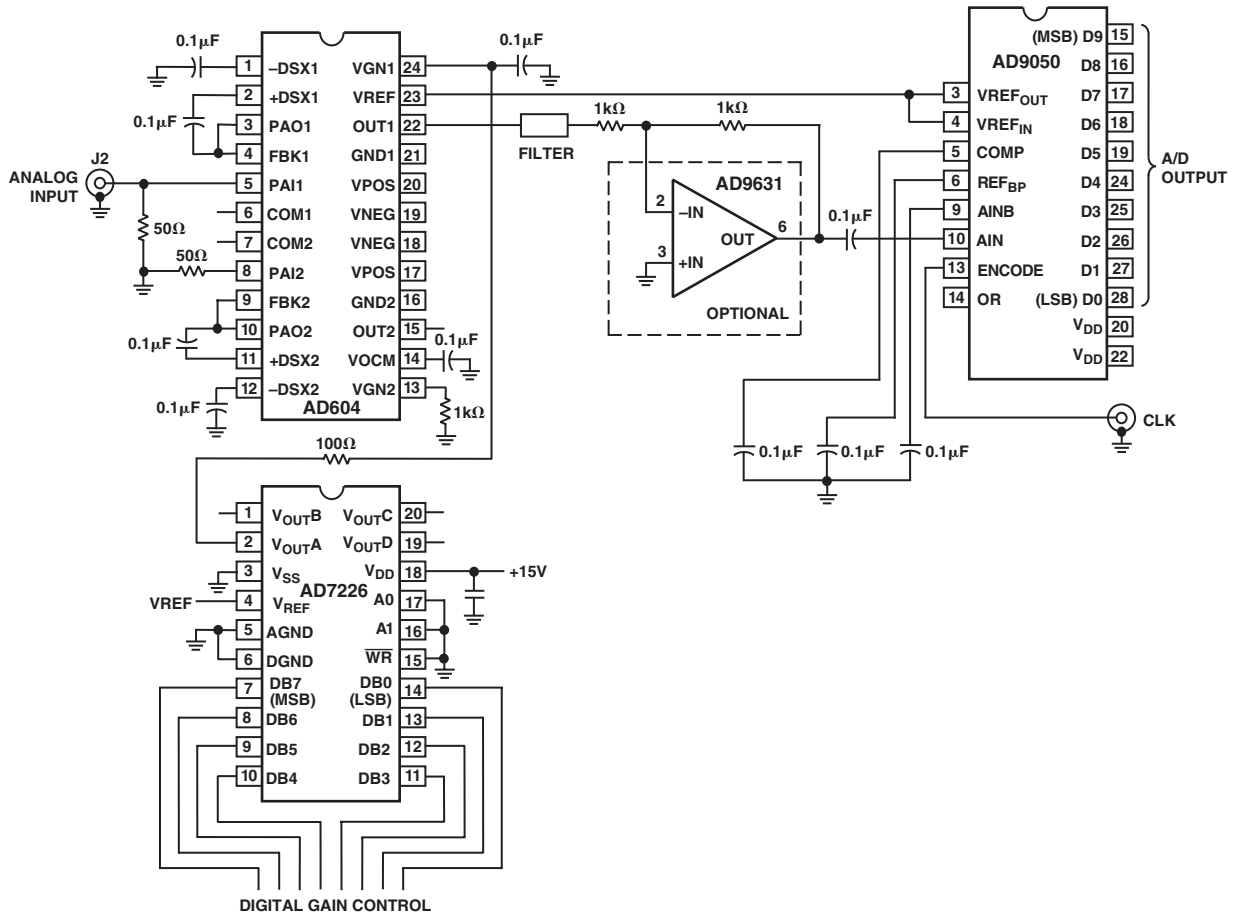 0.1μF
1 –DSX1
2 +DSX1
0.1μF
3 PAO1
4 FBK1
J2
ANALOG
INPUT
5 PAI1
6 COM1
50Ω
7 COM2
50Ω
8 PAI2
9 FBK2
10 PAO2
0.1μF
11 +DSX2
12 –DSX2
0.1μF
VGN1 24
VREF 23
OUT1 22
GND1 21
VPOS 20
VNEG 19
VNEG 18
VPOS 17
GND2 16
OUT2 15
VOCM 14
VGN2 13
AD604
0.1μF
0.1μF
1kΩ
100Ω
FILTER
1kΩ
1kΩ
AD9631
2 –IN
3 +IN
OUT 6
OPTIONAL
0.1μF
AD9050
3 VREFOUT
4 VREFIN
5 COMP
6 REFBP
9 AINB
10 AIN
13 ENCODE
14 OR
(MSB) D9 15
D8 16
D7 17
D6 18
D5 19
D4 24
D3 25
D2 26
D1 27
(LSB) D0 28
VDD 20
VDD 22
A/D
OUTPUT
CLK
0.1μF
0.1μF
0.1μF
1 VOUTB
2 VOUTA
3 VSS
VREF 4 VREF
5 AGND
6 DGND
7 DB7
(MSB)
8 DB6
9 DB5
10 DB4
AD7226
VOUTC 20
VOUTD 19
VDD 18
+15V
A0 17
A1 16
WR 15
DB0 14
(LSB)
DB1 13
DB2 12
DB3 11
DIGITAL GAIN CONTROL